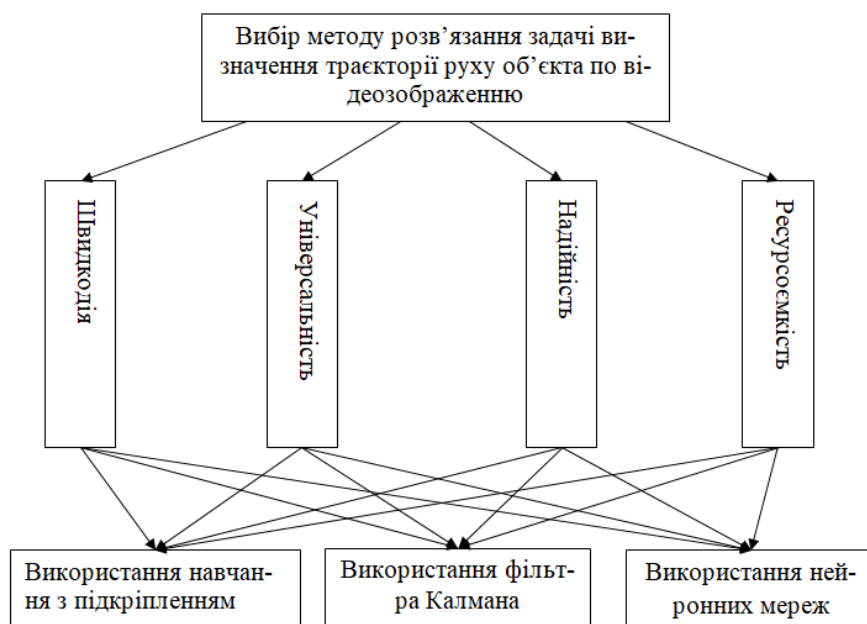 Вибір методу розв’язання задачі ви-
значення траєкторії руху об’єкта по ві-
деозображенню
Швидкодія
Універсальність
Надійність
Ресурсоємкість
Використання навчан-
ня з підкріпленням
Використання фільт-
ра Калмана
Використання ней-
ронних мереж